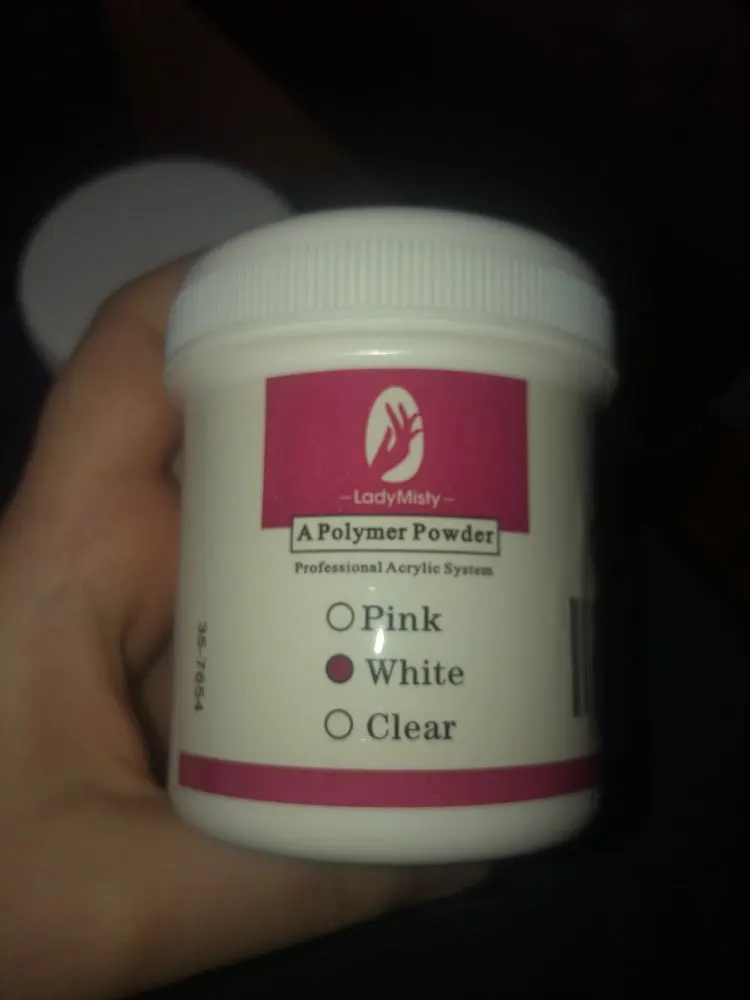 LadyMisty
A Polymer Powder
Professional Acrylic System
Pink
White
Clear
35-7654